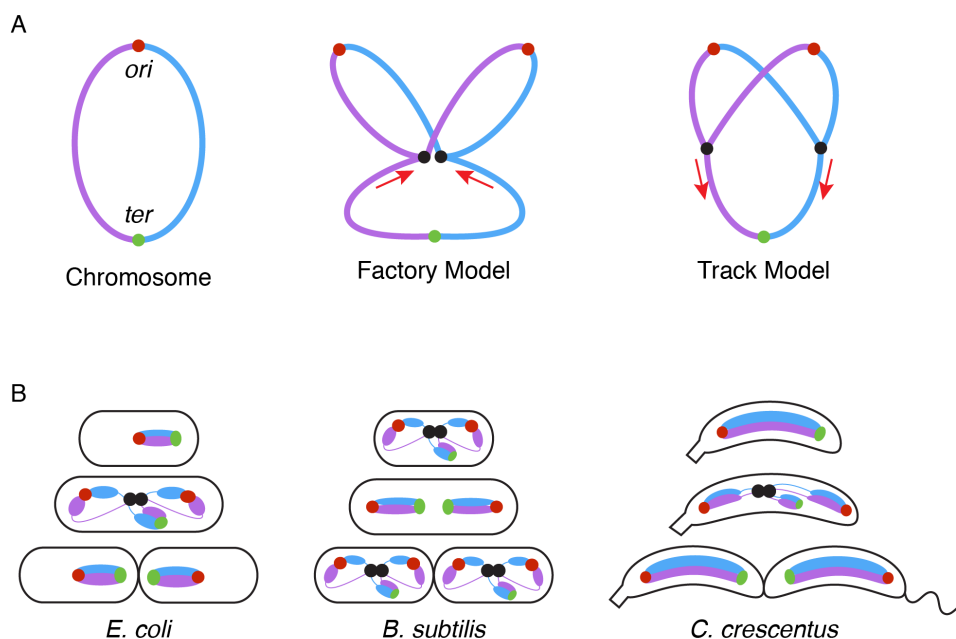 A
ori
ter
Chromosome
Factory Model
Track Model
B
E. coli
B. subtilis
C. crescentus